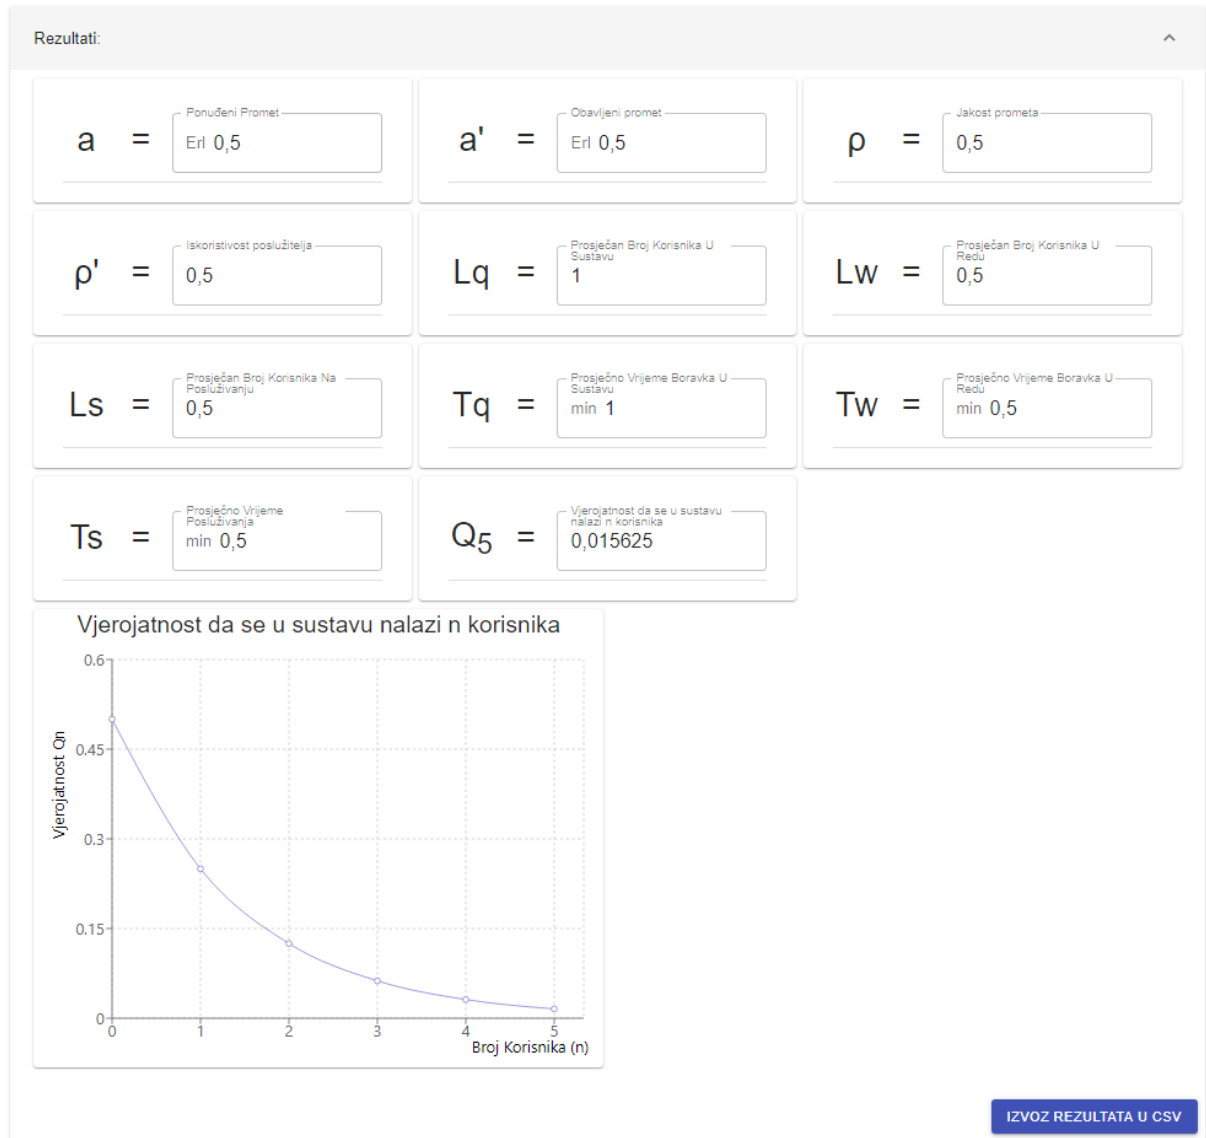 Rezultati:
a = Ponuđeni Promet
Erl 0,5
a' = Obavljeni promet
Erl 0,5
ρ = Jakost prometa
0,5
ρ' = Iskoristivost poslužitelja
0,5
Lq = Prosječan Broj Korisnika U
Sustavu
1
Lw = Prosječan Broj Korisnika U
Redu
0,5
Ls = Prosječan Broj Korisnika Na
Posluživanju
0,5
Tq = Prosječno Vrijeme Boravka U
Sustavu
min 1
Tw = Prosječno Vrijeme Boravka U
Redu
min 0,5
Ts = Prosječno Vrijeme
Posluživanja
min 0,5
Q5 = Vjerojatnost da se u sustavu
nalazi n korisnika
0,015625
Vjerojatnost da se u sustavu nalazi n korisnika
Vjerojatnost Qn
0.6
0.45
0.3
0.15
0
0 1 2 3 4 5
Broj Korisnika (n)
IZVOZ REZULTATA U CSV